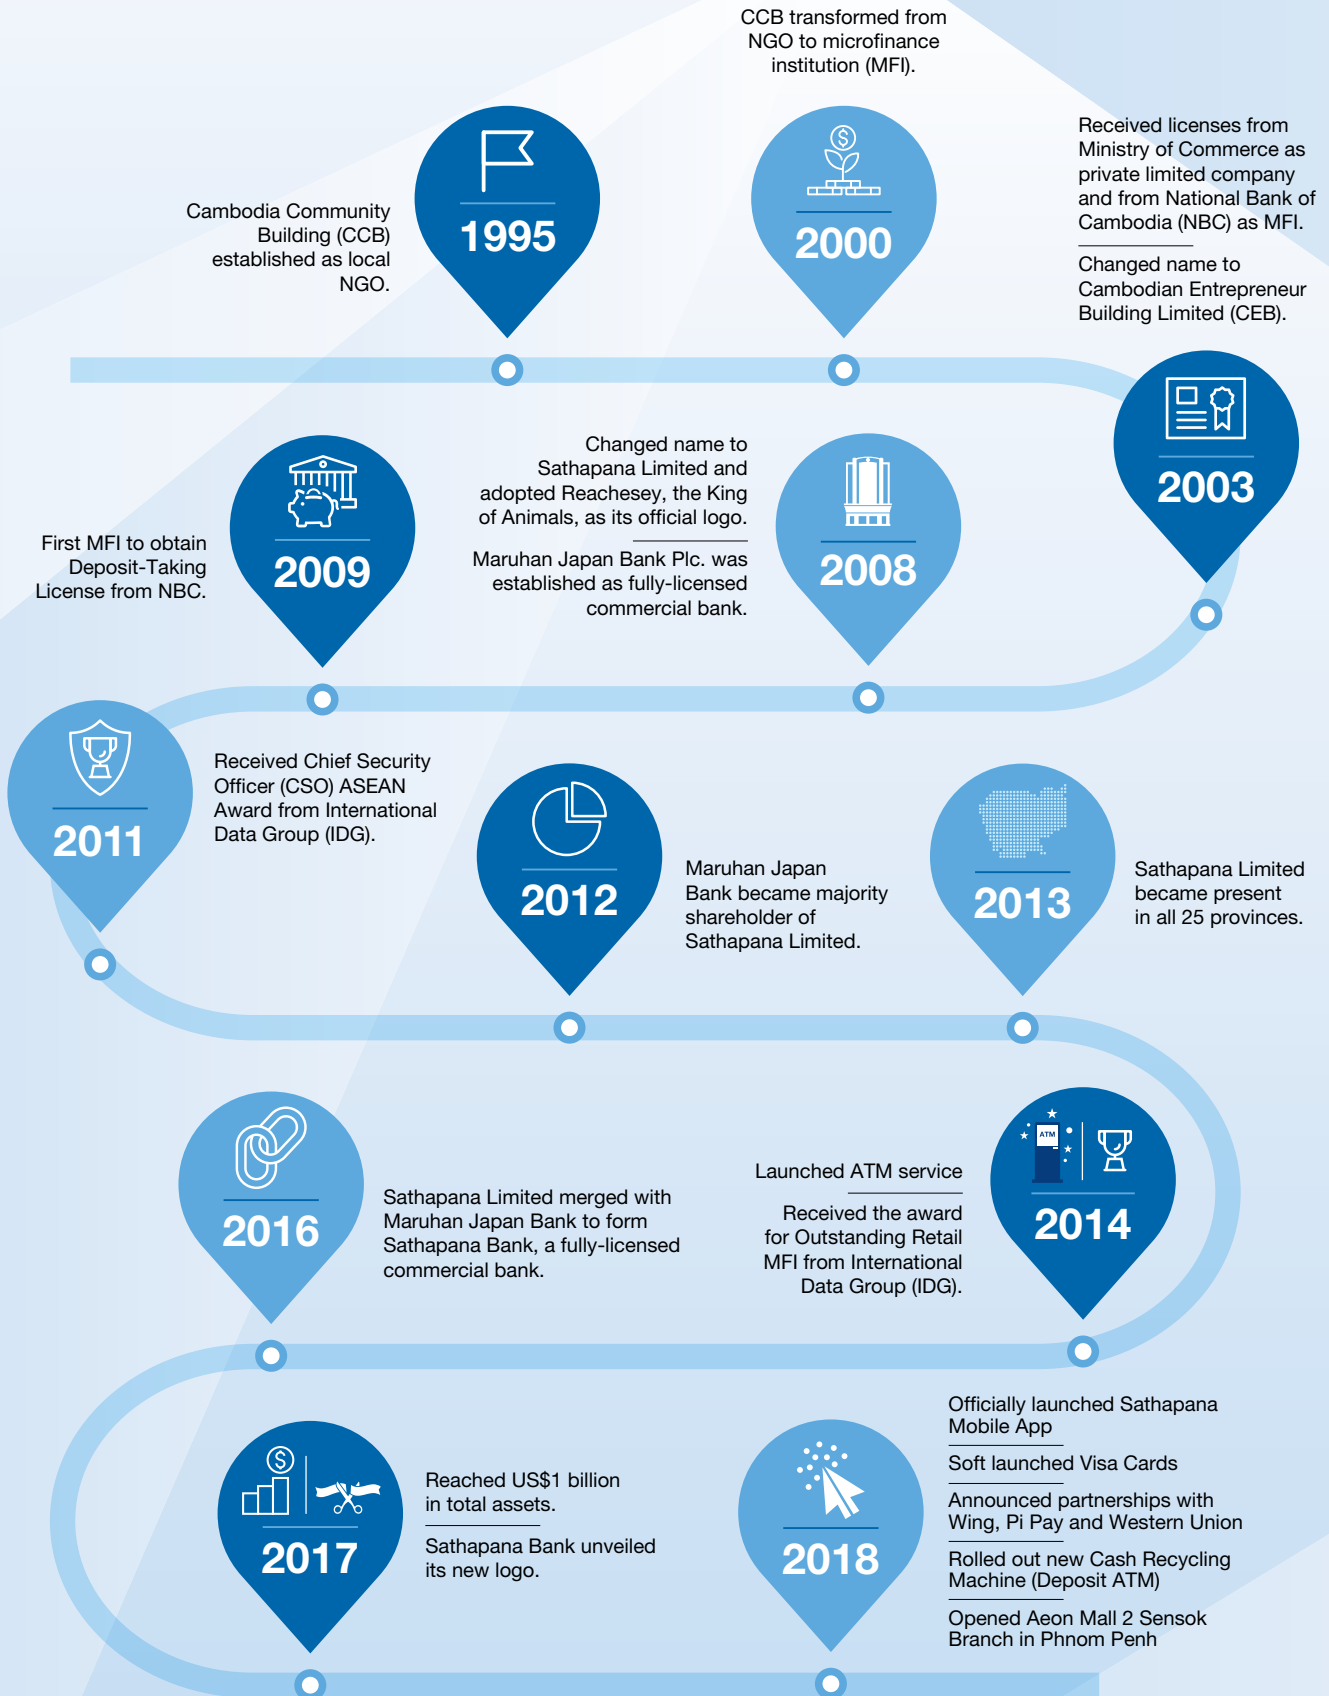 CCB transformed from
NGO to microfinance
institution (MFI).
Cambodia Community
Building (CCB)
established as local
NGO.
1995
2000
Received licenses from
Ministry of Commerce as
private limited company
and from National Bank of
Cambodia (NBC) as MFI.
Changed name to
Cambodian Entrepreneur
Building Limited (CEB).
2003
Changed name to
Sathapana Limited and
adopted Reachesey, the King
of Animals, as its official logo.
Maruhan Japan Bank Plc. was
established as fully-licensed
commercial bank.
2008
First MFI to obtain
Deposit-Taking
License from NBC.
2009
2011
Received Chief Security
Officer (CSO) ASEAN
Award from International
Data Group (IDG).
2012
Maruhan Japan
Bank became majority
shareholder of
Sathapana Limited.
2013
Sathapana Limited
became present
in all 25 provinces.
Launched ATM service
Received the award
for Outstanding Retail
MFI from International
Data Group (IDG).
ATM
2014
2016
Sathapana Limited merged with
Maruhan Japan Bank to form
Sathapana Bank, a fully-licensed
commercial bank.
2017
Reached US$1 billion
in total assets.
Sathapana Bank unveiled
its new logo.
2018
Officially launched Sathapana
Mobile App
Soft launched Visa Cards
Announced partnerships with
Wing, Pi Pay and Western Union
Rolled out new Cash Recycling
Machine (Deposit ATM)
Opened Aeon Mall 2 Sensok
Branch in Phnom Penh